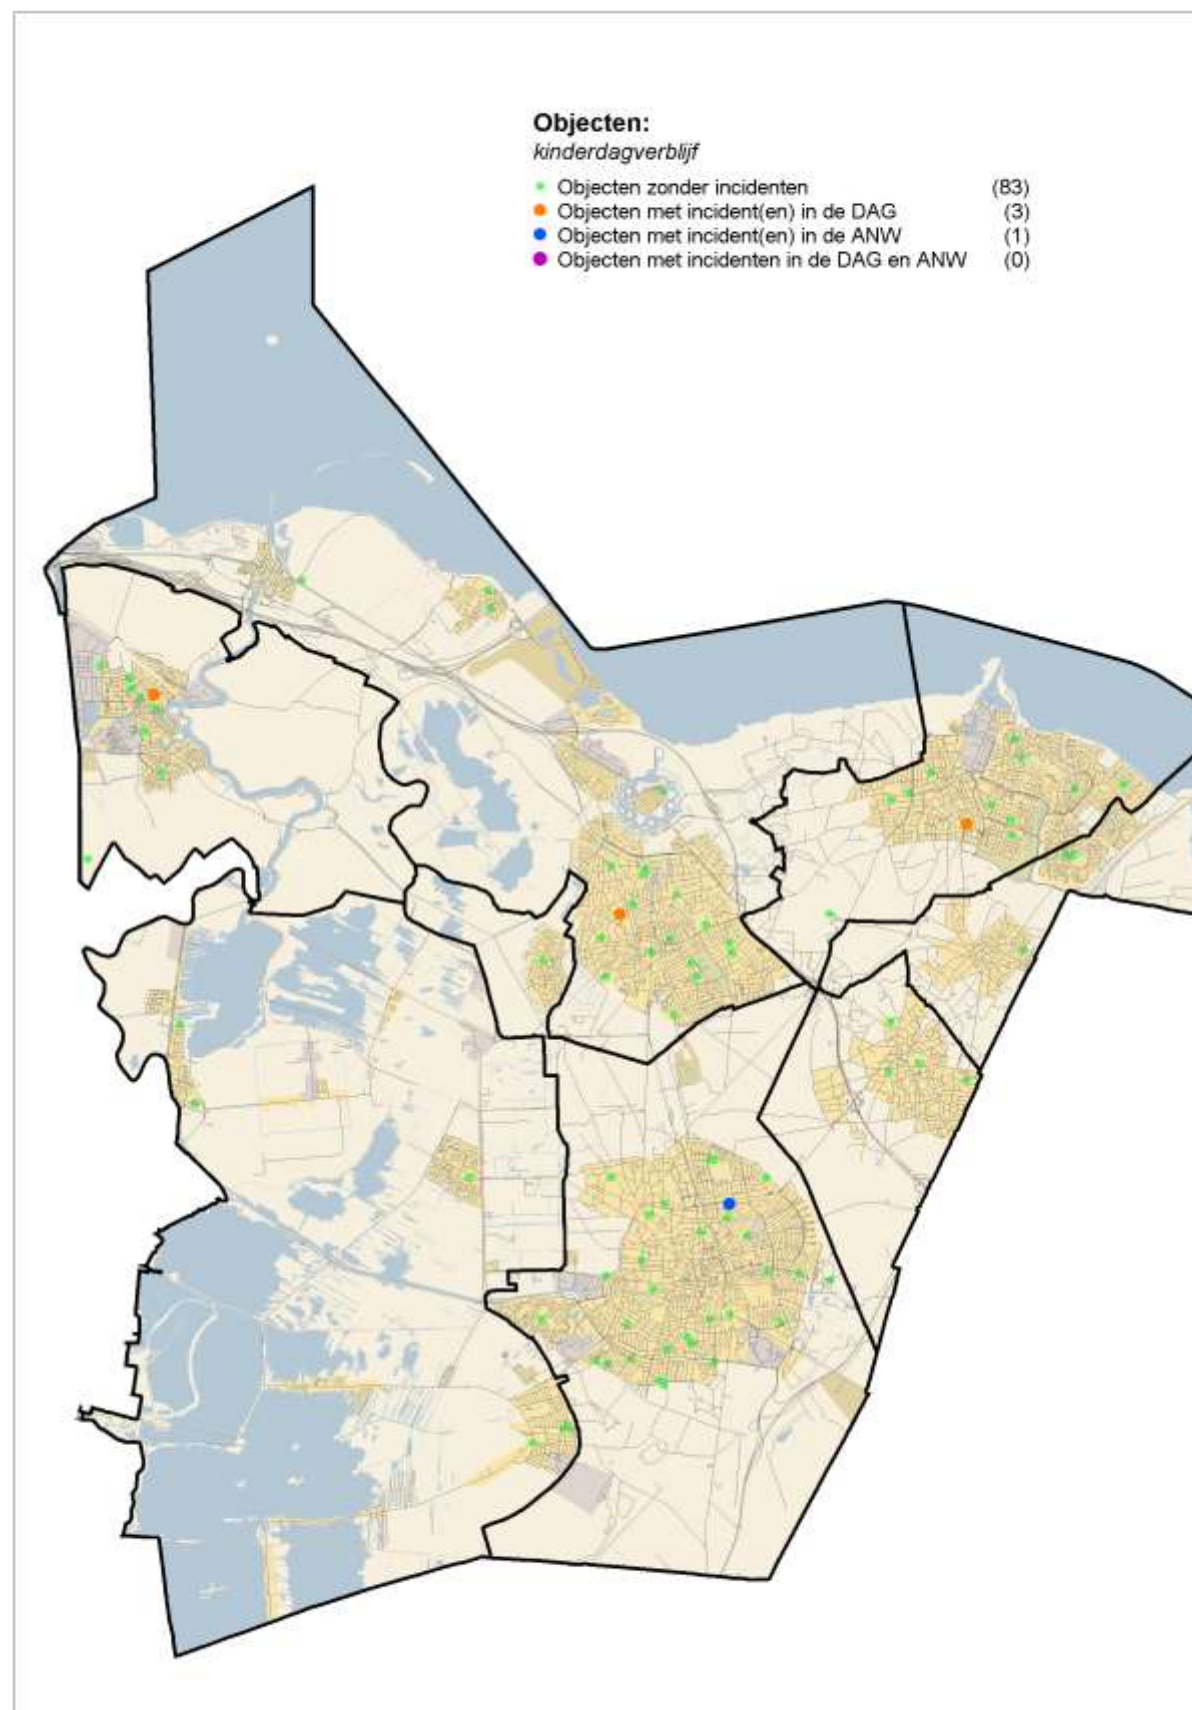 Objecten:
kinderdagverblijf
Objecten zonder incidenten (83)
Objecten met incident(en) in de DAG (3)
Objecten met incident(en) in de ANW (1)
Objecten met incidenten in de DAG en ANW (0)